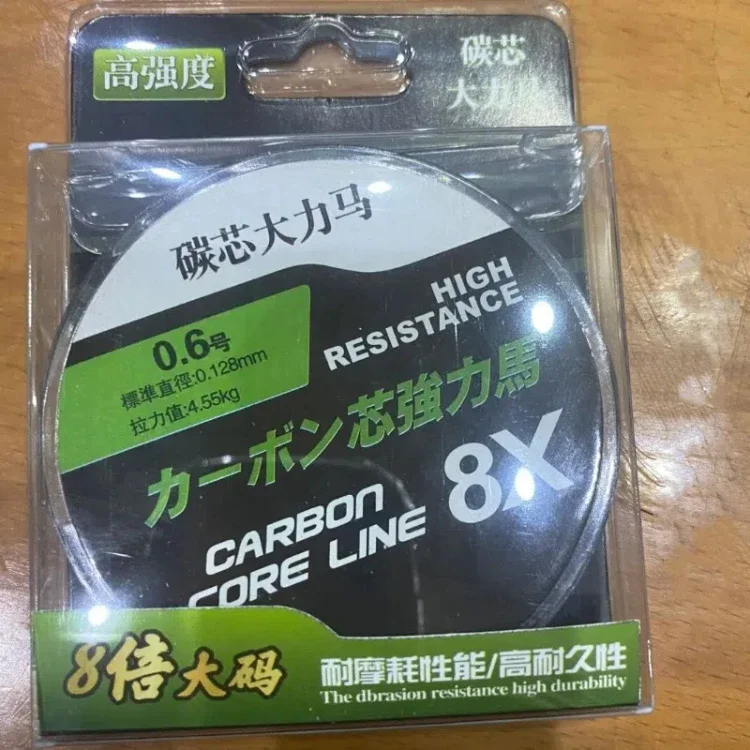 高强度
碳芯
大力马
碳芯大力马
HIGH
RESISTANCE
0.6号
標準直徑:0.128mm
拉力值:4.55kg
カーボン芯強力馬
8X
CARBON
CORE LINE
8倍大码
耐摩耗性能/高耐久性
The dbrasion resistance high durability